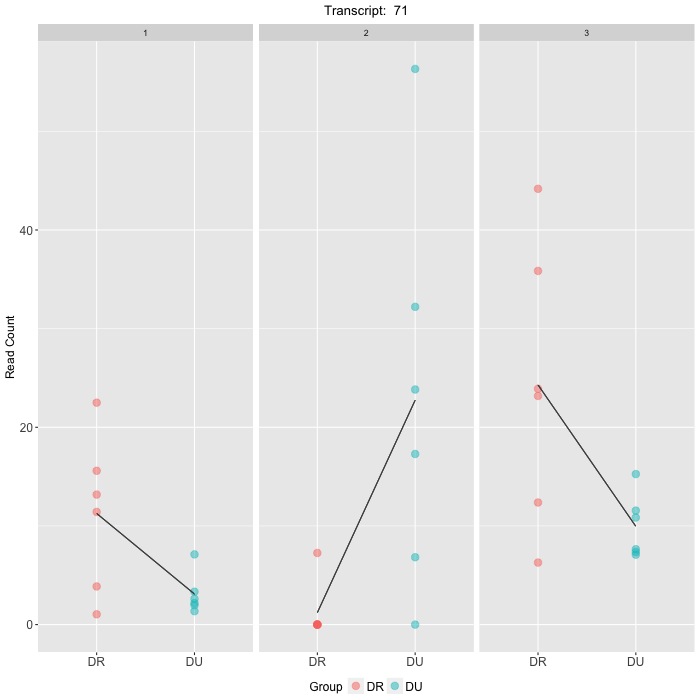 Transcript: 71
1 2 3
Read Count
40
20
0
DR DU DR DU DR DU
Group DR DU